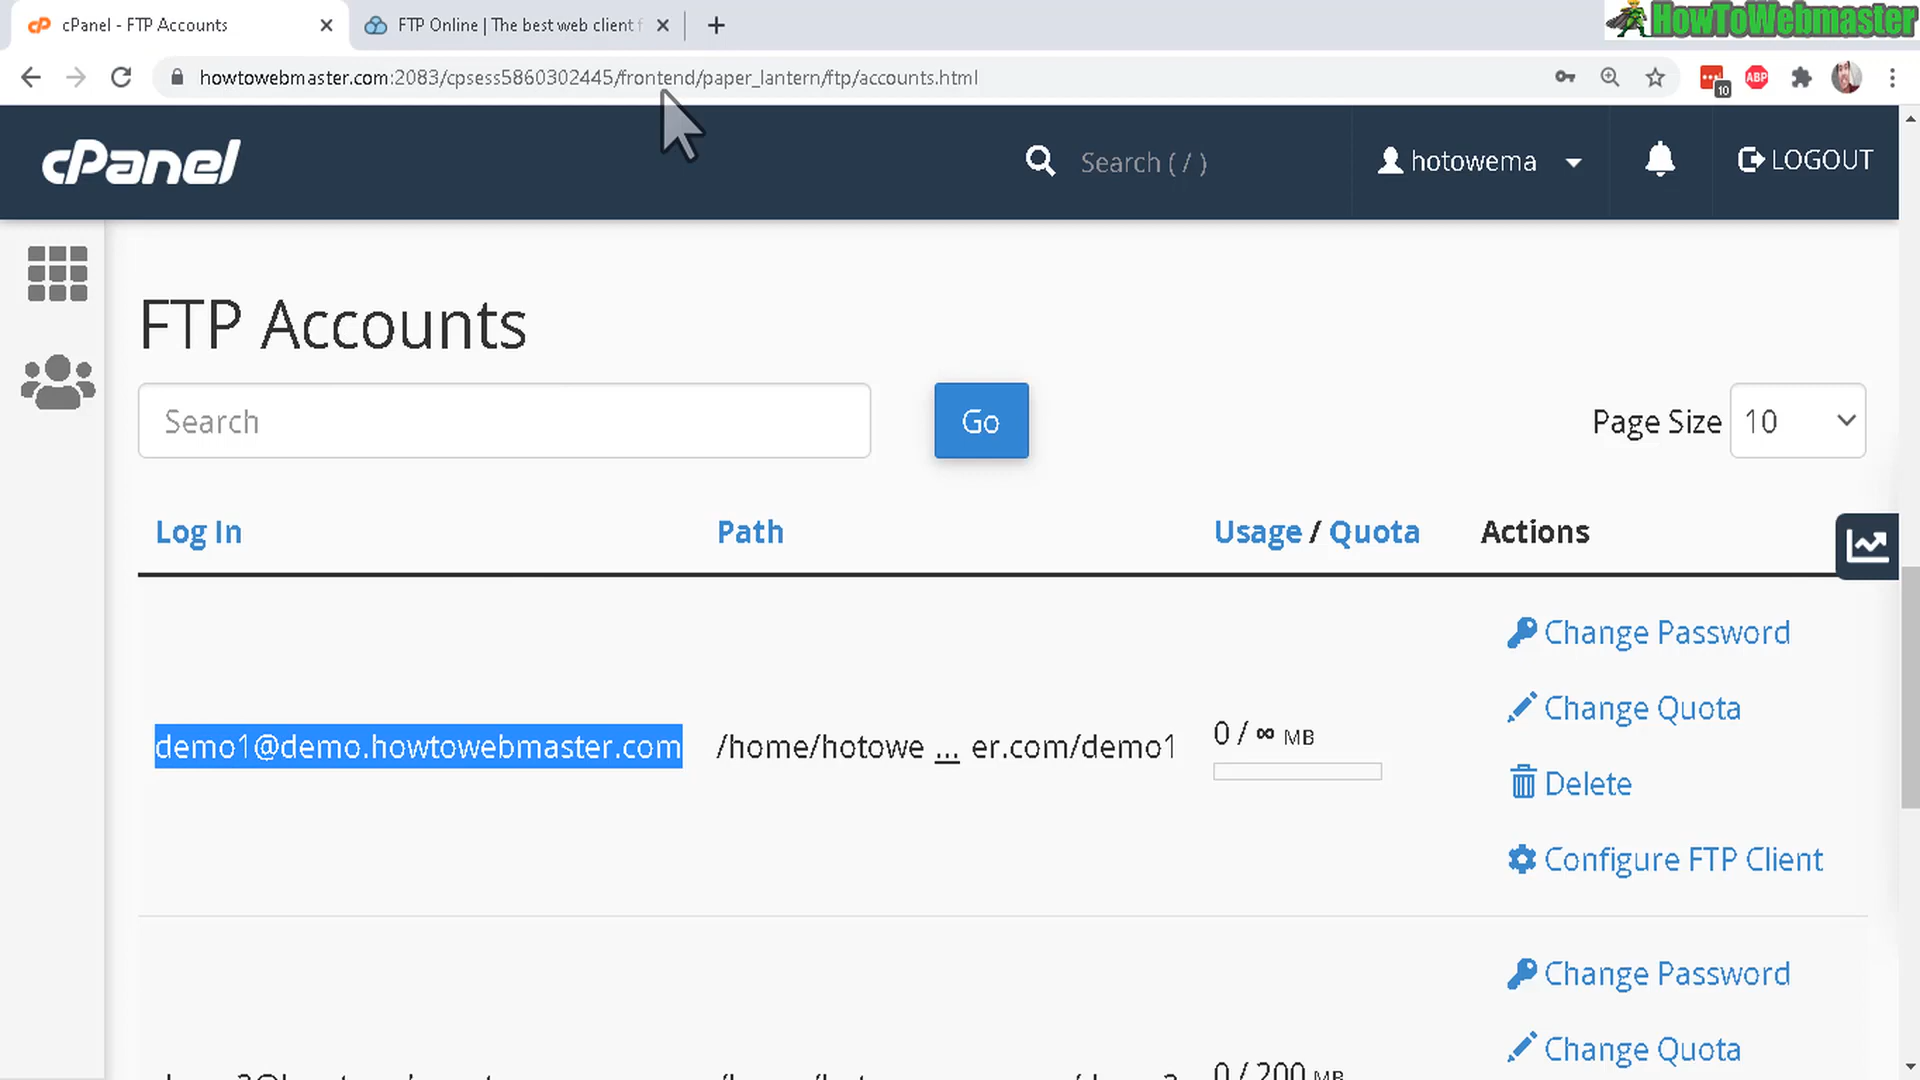 cPanel - FTP Accounts
FTP Online | The best web client f
HowToWebmaster
howtowebmaster.com:2083/cpsess5860302445/frontend/paper_lantern/ftp/accounts.html
10
ABP
cPanel
Search ( / )
hotowema
LOGOUT
FTP Accounts
Search
Go
Page Size
10
Log In
Path
Usage / Quota
Actions
demo1@demo.howtowebmaster.com
/home/hotowe ... er.com/demo1
0 / ∞ MB
Change Password
Change Quota
Delete
Configure FTP Client
Change Password
Change Quota
0 / 200 MB